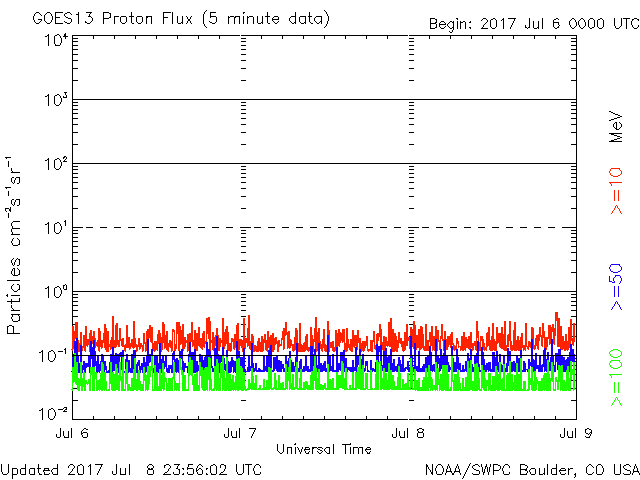 GOES13 Proton Flux (5 minute data)
Begin: 2017 Jul 6 0000 UTC
10⁴
10³
10²
10¹
10⁰
10⁻¹
10⁻²
Particles cm⁻²s⁻¹sr⁻¹
>=100
>=50
>=10
MeV
Jul 6
Jul 7
Jul 8
Jul 9
Universal Time
Updated 2017 Jul 8 23:56:02 UTC
NOAA/SWPC Boulder, CO USA